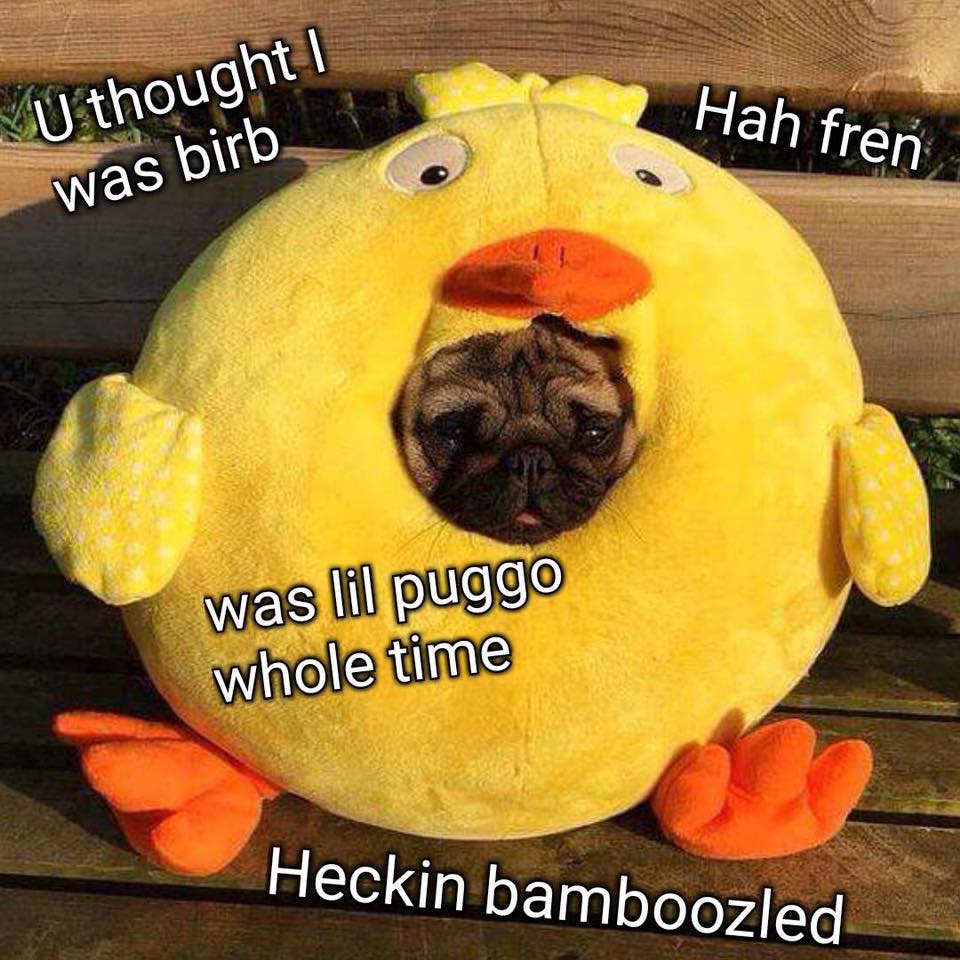 U thought I
was birb
Hah fren
was lil puggo
whole time
Heckin bamboozled